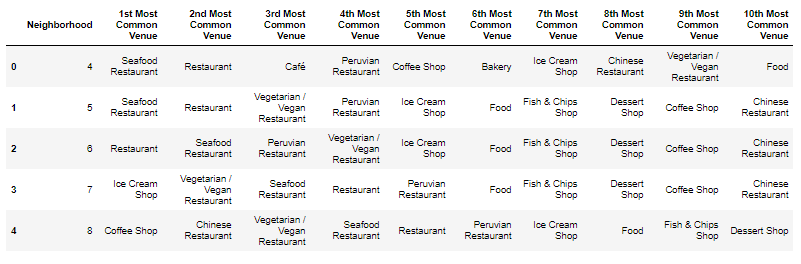 Neighborhood 1st Most Common Venue 2nd Most Common Venue 3rd Most Common Venue 4th Most Common Venue 5th Most Common Venue 6th Most Common Venue 7th Most Common Venue 8th Most Common Venue 9th Most Common Venue 10th Most Common Venue
0 4 Seafood Restaurant Restaurant Café Peruvian Restaurant Coffee Shop Bakery Ice Cream Shop Chinese Restaurant Vegetarian / Vegan Restaurant Food
1 5 Seafood Restaurant Restaurant Vegetarian / Vegan Restaurant Peruvian Restaurant Ice Cream Shop Food Fish & Chips Shop Dessert Shop Coffee Shop Chinese Restaurant
2 6 Restaurant Seafood Restaurant Peruvian Restaurant Vegetarian / Vegan Restaurant Ice Cream Shop Food Fish & Chips Shop Dessert Shop Coffee Shop Chinese Restaurant
3 7 Ice Cream Shop Vegetarian / Vegan Restaurant Seafood Restaurant Restaurant Peruvian Restaurant Food Fish & Chips Shop Dessert Shop Coffee Shop Chinese Restaurant
4 8 Coffee Shop Chinese Restaurant Vegetarian / Vegan Restaurant Seafood Restaurant Restaurant Peruvian Restaurant Ice Cream Shop Food Fish & Chips Shop Dessert Shop